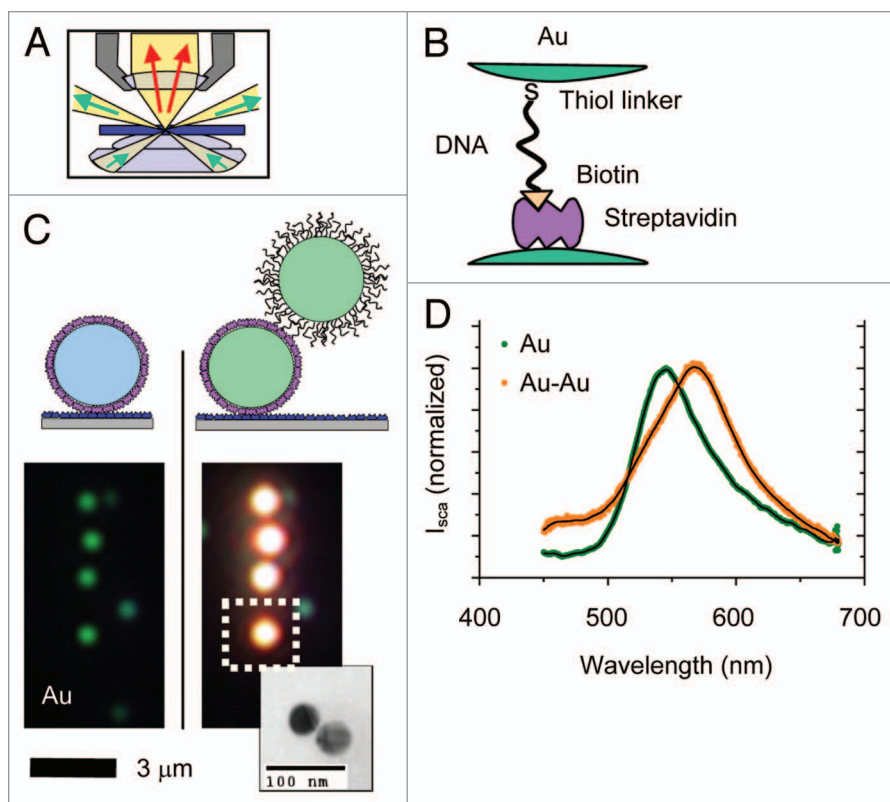 A
B
Au
S
Thiol linker
DNA
Biotin
Streptavidin
C
Au
3 μm
100 nm
D
Au
Au-Au
I_sca (normalized)
400
500
600
700
Wavelength (nm)